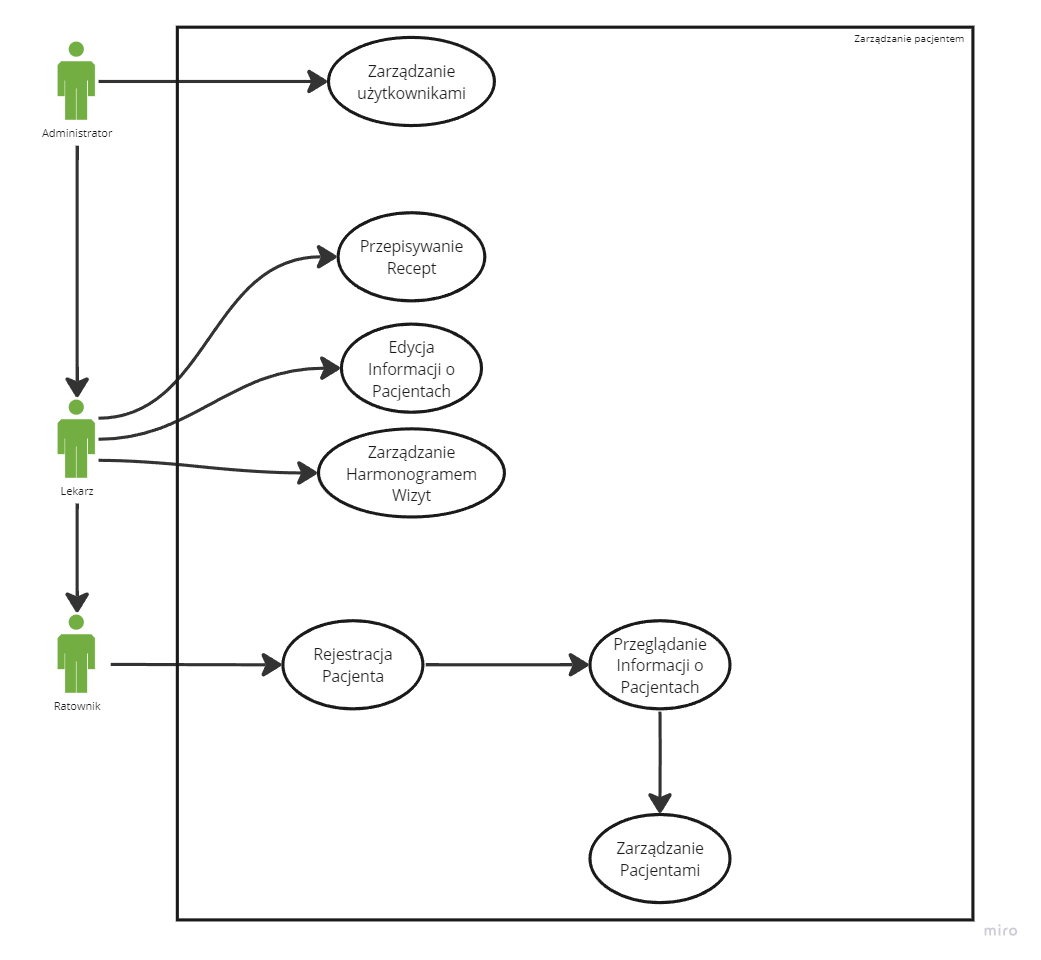 Zarządzanie pacjentem
Zarządzanie
użytkownikami
Administrator
Przepisywanie
Recept
Edycja
Informacji o
Pacjentach
Zarządzanie
Harmonogramem
Wizyt
Lekarz
Rejestracja
Pacjenta
Przeglądanie
Informacji o
Pacjentach
Ratownik
Zarządzanie
Pacjentami
miro